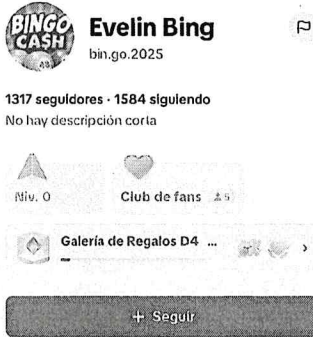 BINGO
CASH
Evelin Bing
bin.go.2025
1317 seguidores · 1584 siguiendo
No hay descripción corta
Niv. 0
Club de fans 5
Galería de Regalos D4 ...
+ Seguir